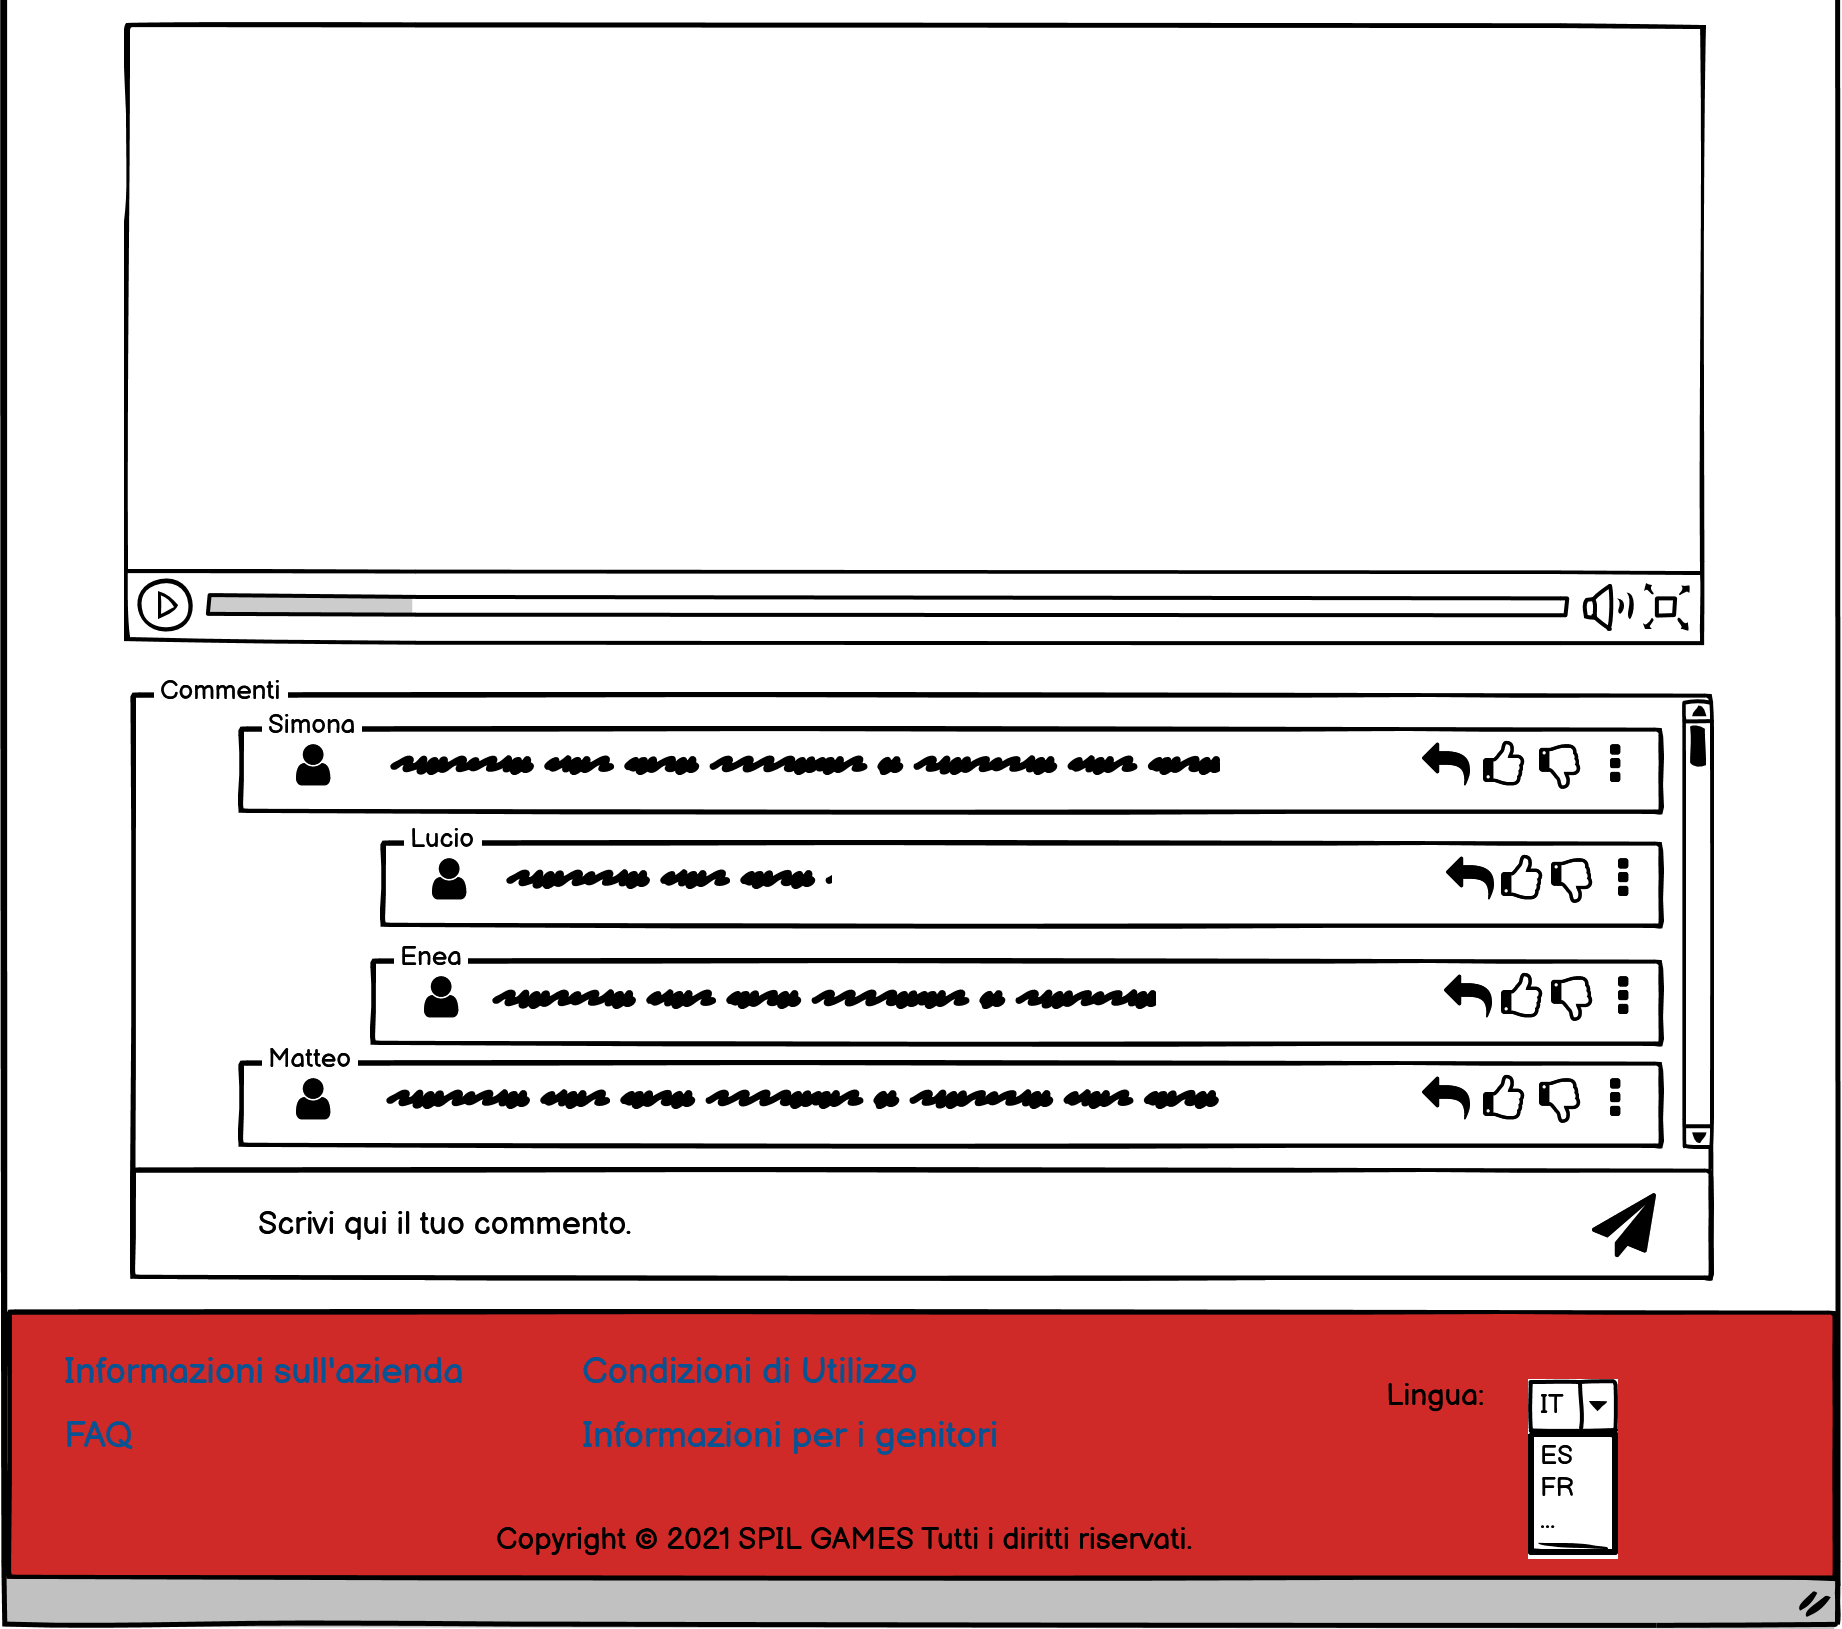 Commenti
Simona
Lucio
Enea
Matteo
Scrivi qui il tuo commento.
Informazioni sull'azienda
Condizioni di Utilizzo
FAQ
Informazioni per i genitori
Lingua:
IT
ES
FR
...
Copyright © 2021 SPIL GAMES Tutti i diritti riservati.